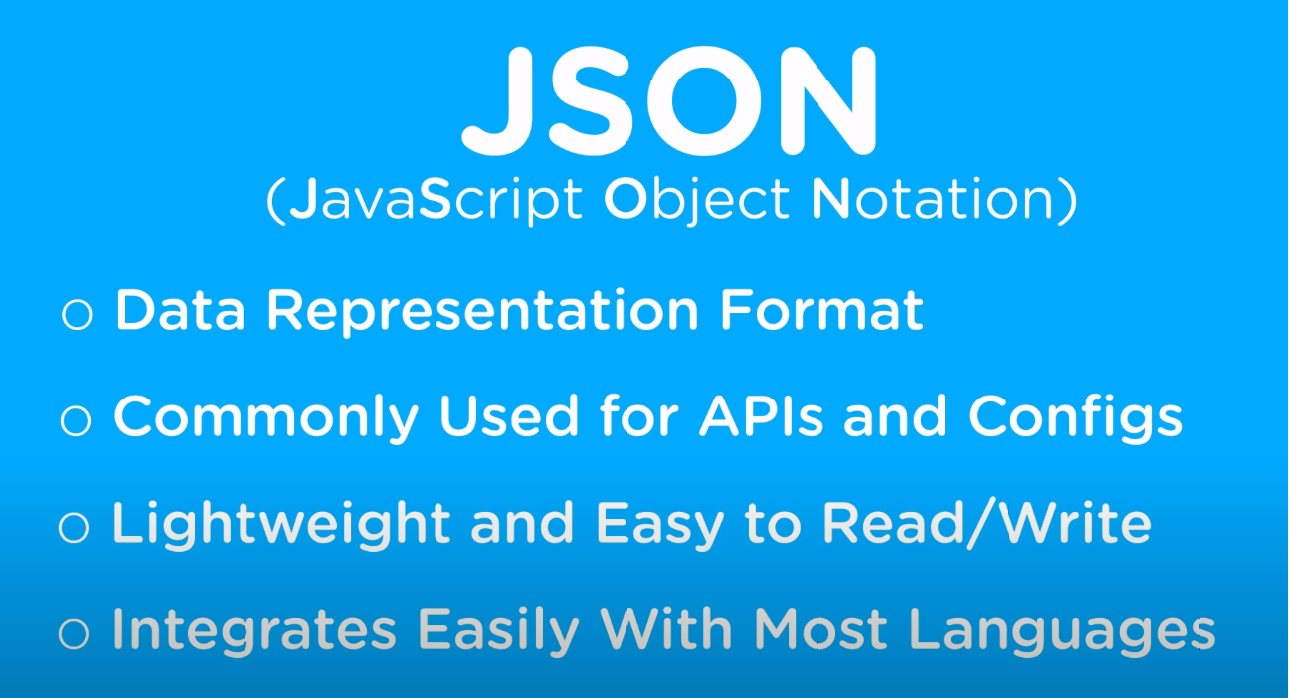 JSON
(JavaScript Object Notation)
○ Data Representation Format
○ Commonly Used for APIs and Configs
○ Lightweight and Easy to Read/Write
○ Integrates Easily With Most Languages